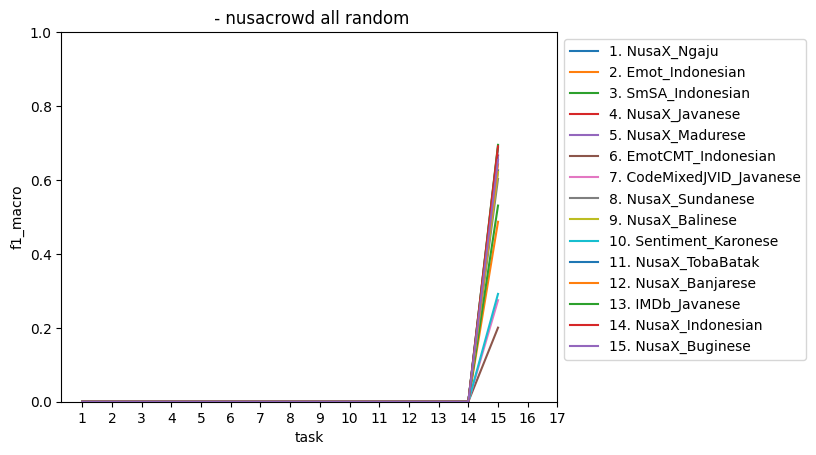 - nusacrowd all random
f1_macro
1.0
0.8
0.6
0.4
0.2
0.0
1 2 3 4 5 6 7 8 9 10 11 12 13 14 15 16 17
task
1. NusaX_Ngaju
2. Emot_Indonesian
3. SmSA_Indonesian
4. NusaX_Javanese
5. NusaX_Madurese
6. EmotCMT_Indonesian
7. CodeMixedJVID_Javanese
8. NusaX_Sundanese
9. NusaX_Balinese
10. Sentiment_Karonese
11. NusaX_TobaBatak
12. NusaX_Banjarese
13. IMDb_Javanese
14. NusaX_Indonesian
15. NusaX_Buginese